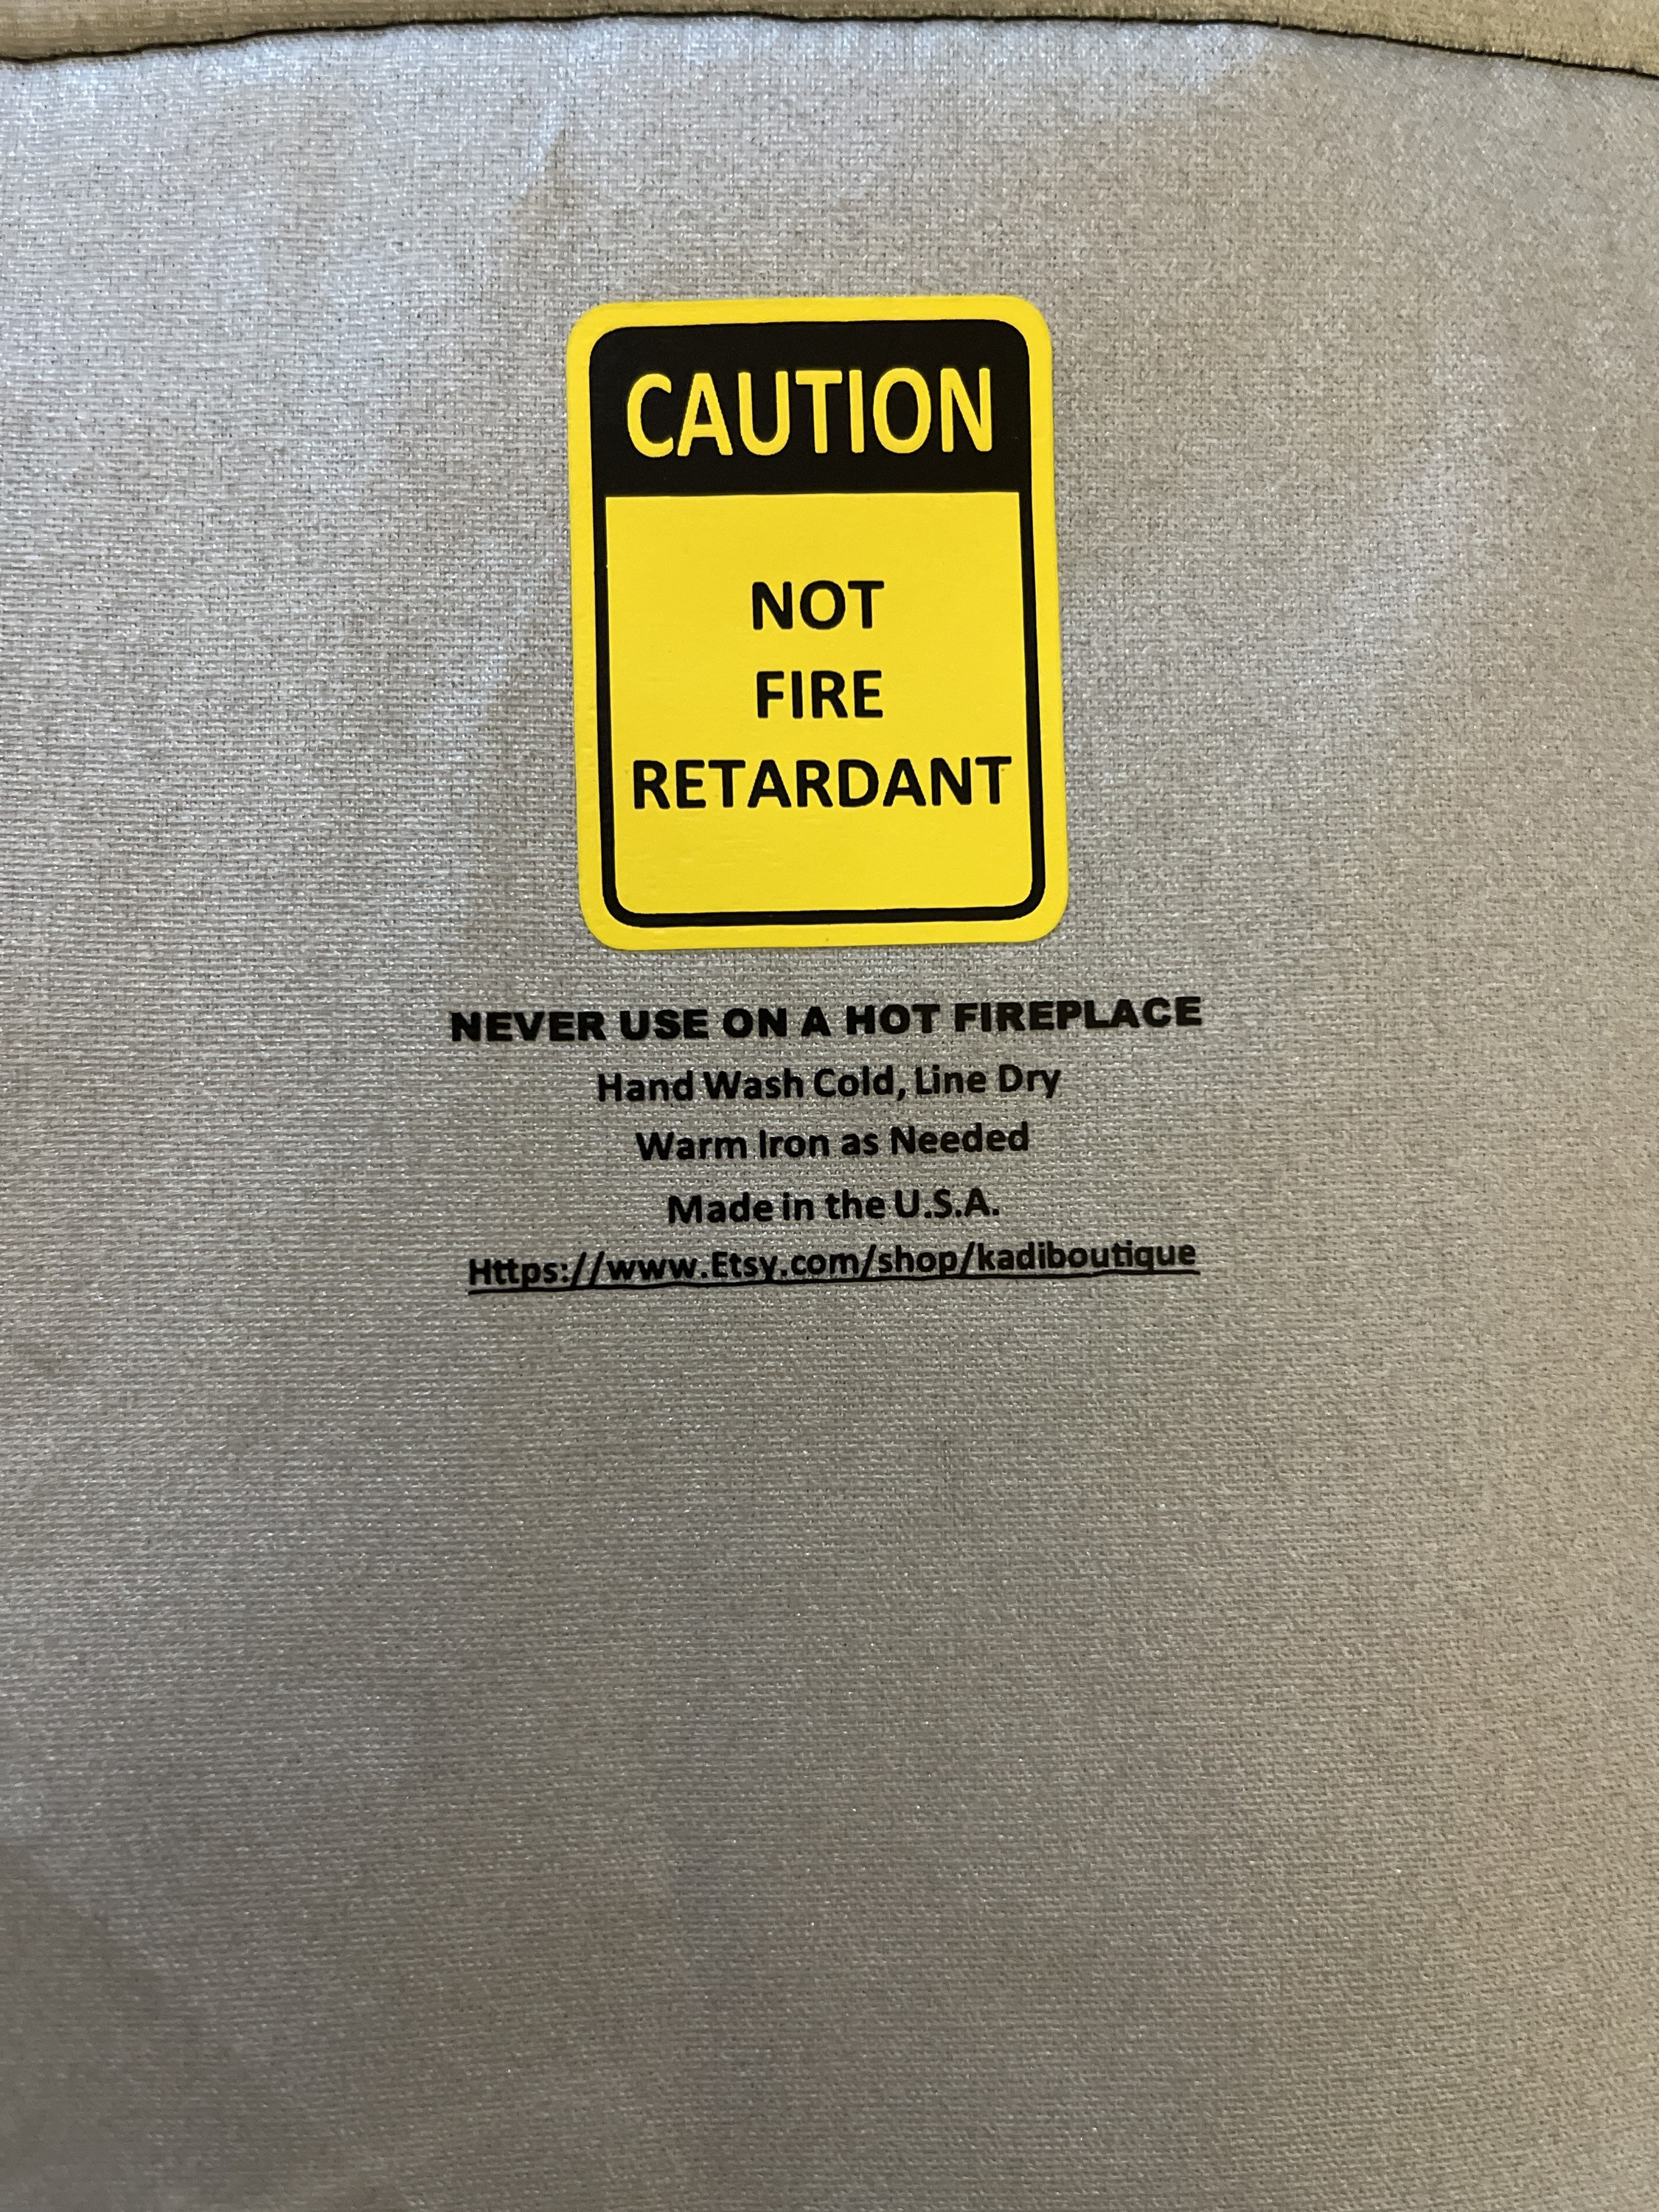 CAUTION
NOT
FIRE
RETARDANT
NEVER USE ON A HOT FIREPLACE
Hand Wash Cold, Line Dry
Warm Iron as Needed
Made in the U.S.A.
Https://www.Etsy.com/shop/kadiboutique